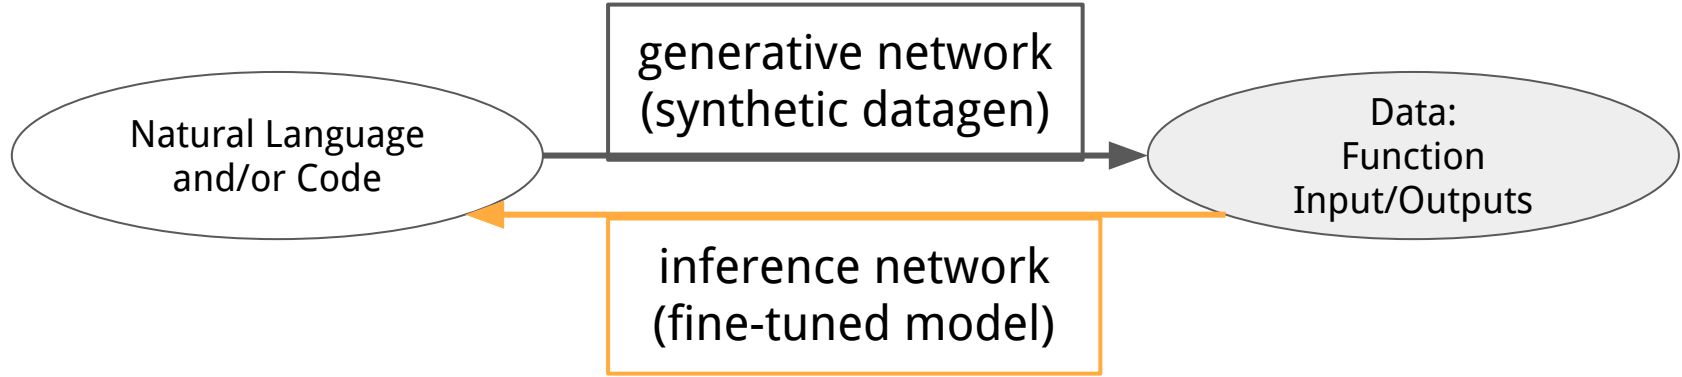 generative network
(synthetic datagen)
Natural Language
and/or Code
Data:
Function
Input/Outputs
inference network
(fine-tuned model)